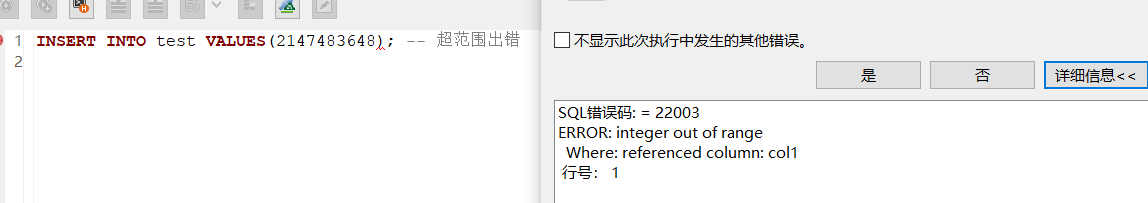 1 INSERT INTO test VALUES(2147483648); -- 超范围出错
2
不显示此次执行中发生的其他错误。
是 否 详细信息<<
SQL错误码: = 22003
ERROR: integer out of range
Where: referenced column: col1
行号： 1